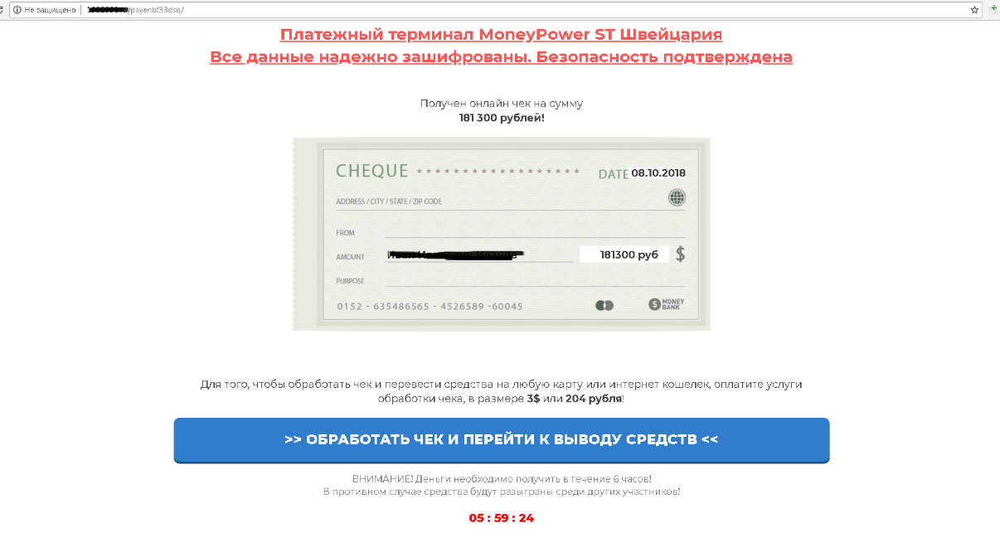 Не защищено
/payenbf33dsq/
Платежный терминал MoneyPower ST Швейцария
Все данные надежно зашифрованы. Безопасность подтверждена
Получен онлайн чек на сумму
181 300 рублей!
CHEQUE ******************* DATE 08.10.2018
ADDRESS / CITY / STATE / ZIP CODE
FROM
AMOUNT 181300 руб $
PURPOSE
0152 - 635486565 - 4526589 -60045
$ MONEY
BANK
Для того, чтобы обработать чек и перевести средства на любую карту или интернет кошелек, оплатите услуги
обработки чека, в размере 3$ или 204 рубля!
>> ОБРАБОТАТЬ ЧЕК И ПЕРЕЙТИ К ВЫВОДУ СРЕДСТВ <<
ВНИМАНИЕ! Деньги необходимо получить в течение 6 часов!
В противном случае средства будут разыграны среди других участников!
05 : 59 : 24